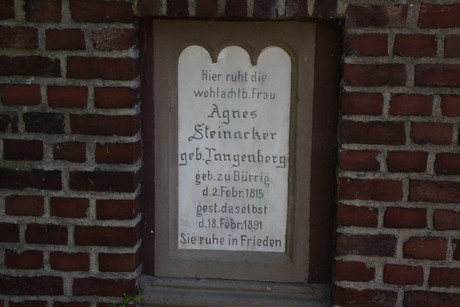 Hier ruht die
wohlachtb. Frau
Agnes
Steinacker
geb. Tangenberg
geb. zu Bürrig
d. 2. Febr. 1815
gest. daselbst
d. 18. Febr. 1891
Sie ruhe in Frieden